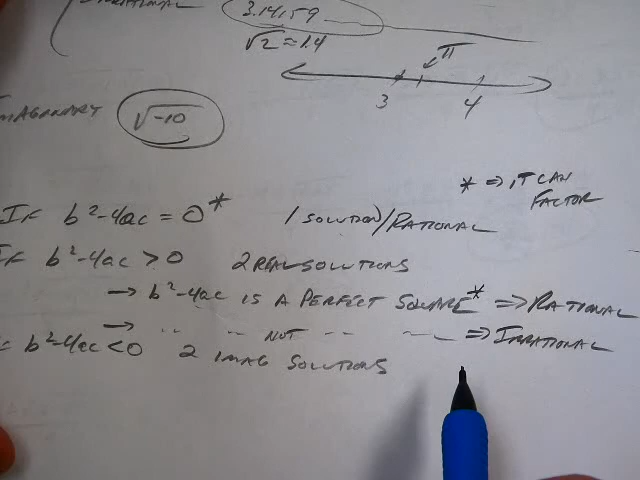 3.14159
√2 ≈ 1.4
π
3 4
√-10
* ⇒ IT CAN
FACTOR
IF b²-4ac = 0* 1 SOLUTION/RATIONAL
IF b²-4ac > 0 2 REAL SOLUTIONS
→ b²-4ac IS A PERFECT SQUARE* ⇒ RATIONAL
→ " " NOT " " ⇒ IRRATIONAL
b²-4ac < 0 2 IMAG SOLUTIONS